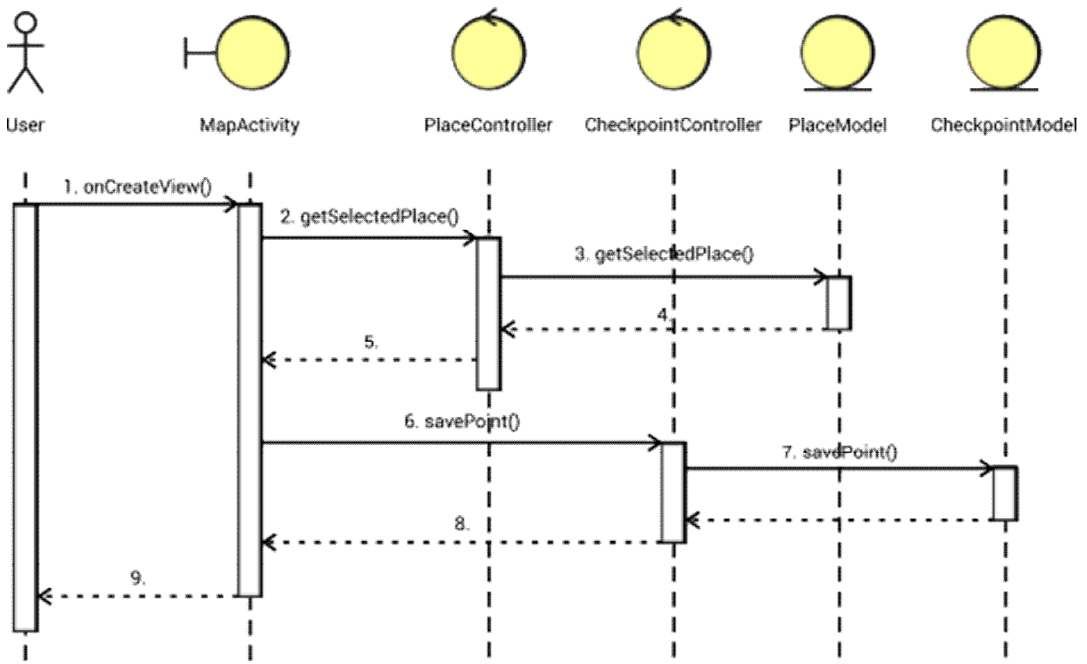 User
MapActivity
PlaceController
CheckpointController
PlaceModel
CheckpointModel
1. onCreateView()
2. getSelectedPlace()
3. getSelectedPlace()
4.
5.
6. savePoint()
7. savePoint()
8.
9.